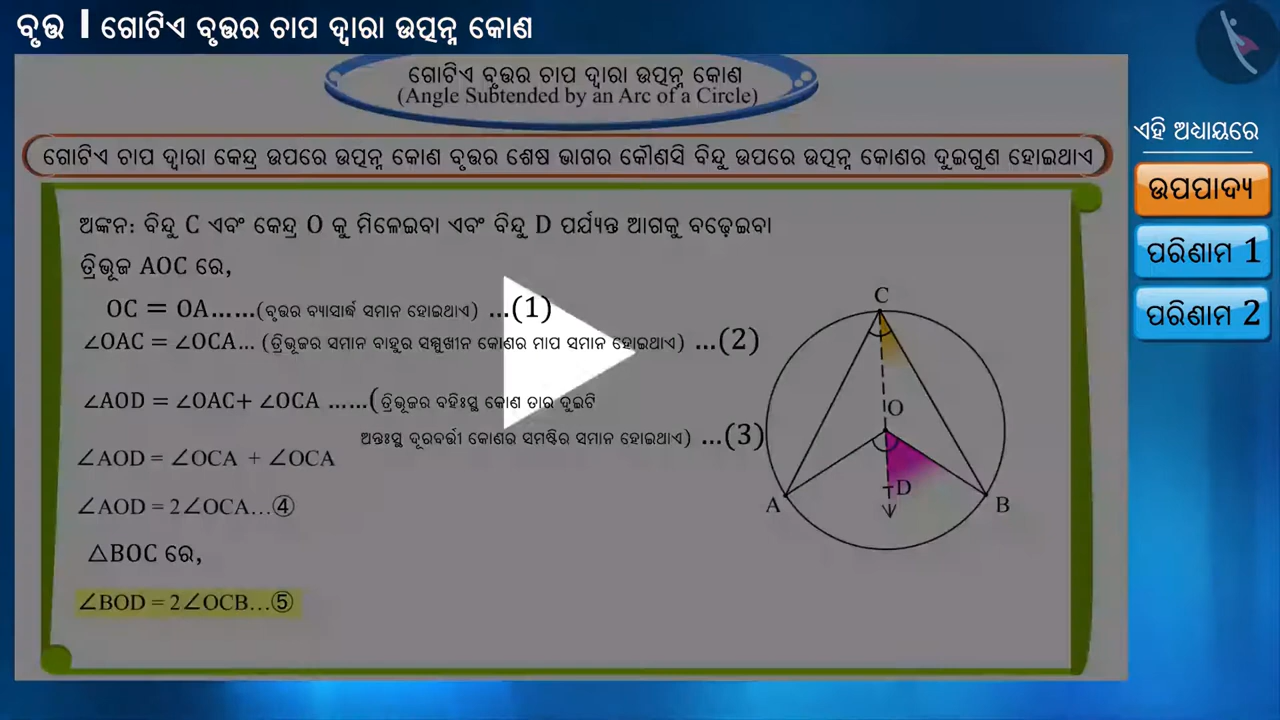 ବୃତ୍ତ | ଗୋଟିଏ ବୃତ୍ତର ଚାପ ଦ୍ୱାରା ଉତ୍ପନ୍ନ କୋଣ
ଗୋଟିଏ ବୃତ୍ତର ଚାପ ଦ୍ୱାରା ଉତ୍ପନ୍ନ କୋଣ
(Angle Subtended by an Arc of a Circle)
ଗୋଟିଏ ଚାପ ଦ୍ୱାରା କେନ୍ଦ୍ର ଉପରେ ଉତ୍ପନ୍ନ କୋଣ ବୃତ୍ତର ଶେଷ ଭାଗର କୌଣସି ବିନ୍ଦୁ ଉପରେ ଉତ୍ପନ୍ନ କୋଣର ଦୁଇଗୁଣ ହୋଇଥାଏ
ଅଙ୍କନ: ବିନ୍ଦୁ C ଏବଂ କେନ୍ଦ୍ର O କୁ ମିଳେଇବା ଏବଂ ବିନ୍ଦୁ D ପର୍ଯ୍ୟନ୍ତ ଆଗକୁ ବଢ଼େଇବା
ତ୍ରିଭୂଜ AOC ରେ,
OC = OA......(ବୃତ୍ତର ବ୍ୟାସାର୍ଦ୍ଧ ସମାନ ହୋଇଥାଏ) ...(1)
∠OAC = ∠OCA... (ତ୍ରିଭୂଜର ସମାନ ବାହୁର ସମ୍ମୁଖୀନ କୋଣର ମାପ ସମାନ ହୋଇଥାଏ) ...(2)
∠AOD = ∠OAC+ ∠OCA ......(ତ୍ରିଭୂଜର ବହିଃସ୍ଥ କୋଣ ତାର ଦୁଇଟି
ଅନ୍ତଃସ୍ଥ ଦୂରବର୍ତ୍ତୀ କୋଣର ସମଷ୍ଟିର ସମାନ ହୋଇଥାଏ) ...(3)
∠AOD = ∠OCA + ∠OCA
∠AOD = 2∠OCA...④
△BOC ରେ,
∠BOD = 2∠OCB...⑤
C
O
D
A
B
ଏହି ଅଧ୍ୟାୟରେ
ଉପପାଦ୍ୟ
ପରିଣାମ 1
ପରିଣାମ 2